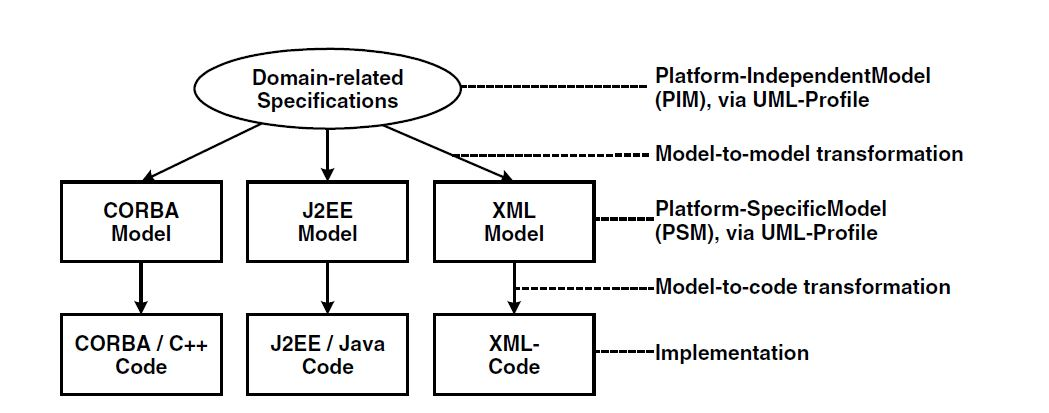 Domain-related
Specifications
Platform-IndependentModel
(PIM), via UML-Profile
Model-to-model transformation
CORBA
Model
J2EE
Model
XML
Model
Platform-SpecificModel
(PSM), via UML-Profile
Model-to-code transformation
CORBA / C++
Code
J2EE / Java
Code
XML-
Code
Implementation